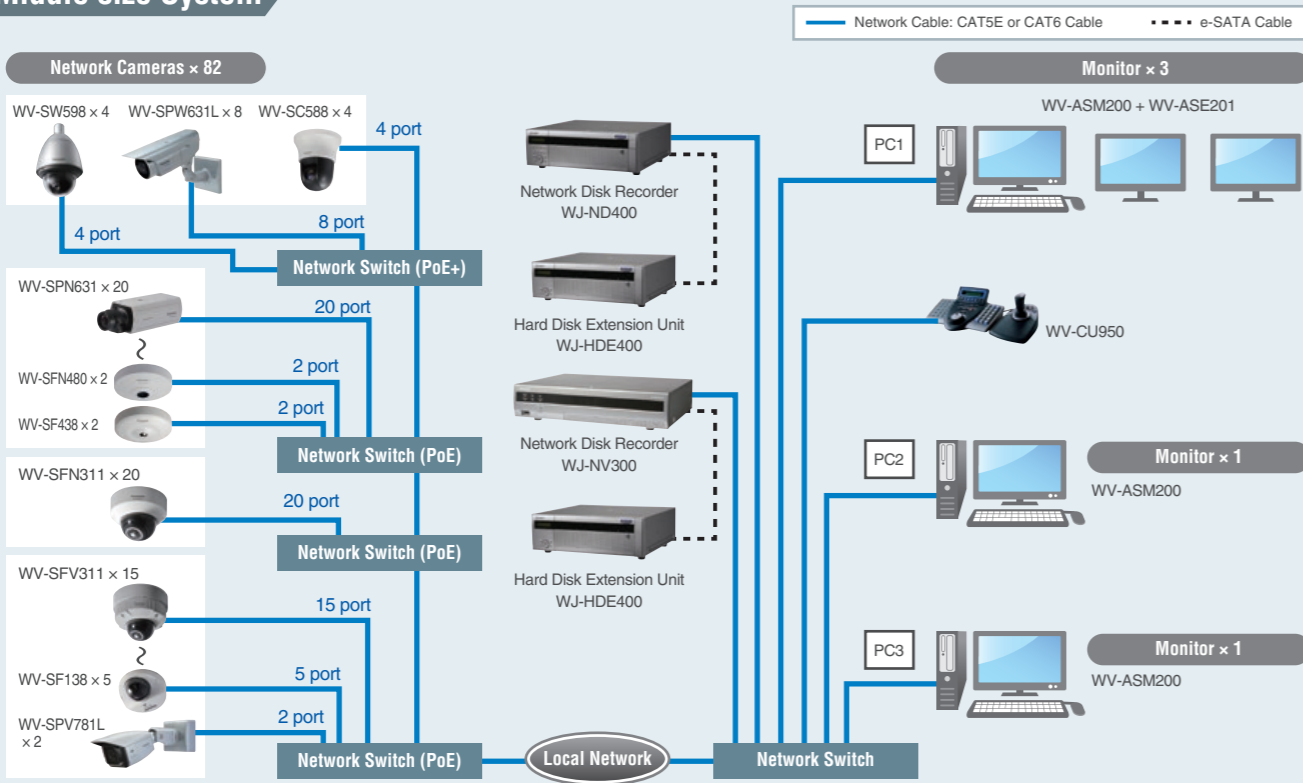 Middle size System
Network Cable: CAT5E or CAT6 Cable
e-SATA Cable
Network Cameras × 82
WV-SW598 × 4
WV-SPW631L × 8
WV-SC588 × 4
4 port
4 port
8 port
Network Switch (PoE+)
WV-SPN631 × 20
20 port
WV-SFN480 × 2
2 port
WV-SF438 × 2
2 port
Network Switch (PoE)
WV-SFN311 × 20
20 port
Network Switch (PoE)
WV-SFV311 × 15
15 port
WV-SF138 × 5
5 port
WV-SPV781L
× 2
2 port
Network Switch (PoE)
Network Disk Recorder
WJ-ND400
Hard Disk Extension Unit
WJ-HDE400
Network Disk Recorder
WJ-NV300
Hard Disk Extension Unit
WJ-HDE400
Local Network
Network Switch
Monitor × 3
WV-ASM200 + WV-ASE201
PC1
WV-CU950
PC2
Monitor × 1
WV-ASM200
PC3
Monitor × 1
WV-ASM200